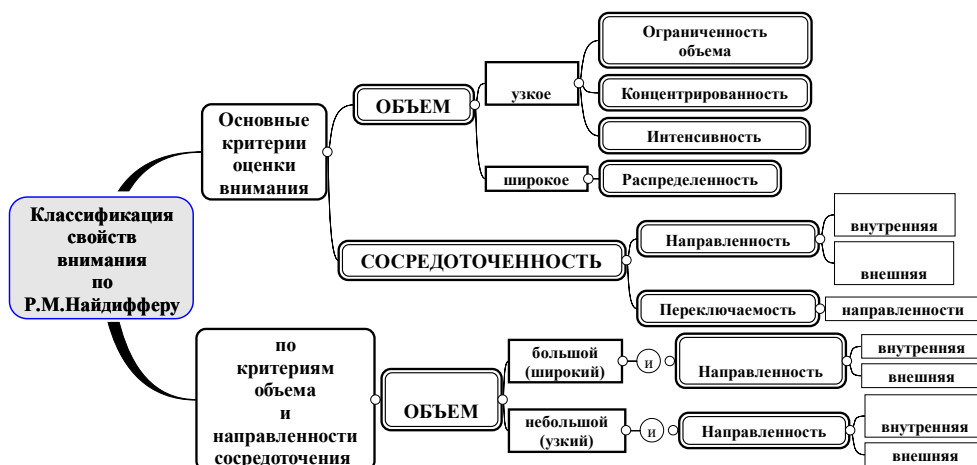 Классификация
свойств
внимания
по
Р.М.Найдифферу
Основные
критерии
оценки
внимания
ОБЪЕМ
узкое
Ограниченность
объема
Концентрированность
Интенсивность
широкое
Распределенность
СОСРЕДОТОЧЕННОСТЬ
Направленность
внутренняя
внешняя
Переключаемость
направленности
по
критериям
объема
и
направленности
сосредоточения
ОБЪЕМ
большой
(широкий)
и
Направленность
внутренняя
внешняя
небольшой
(узкий)
и
Направленность
внутренняя
внешняя